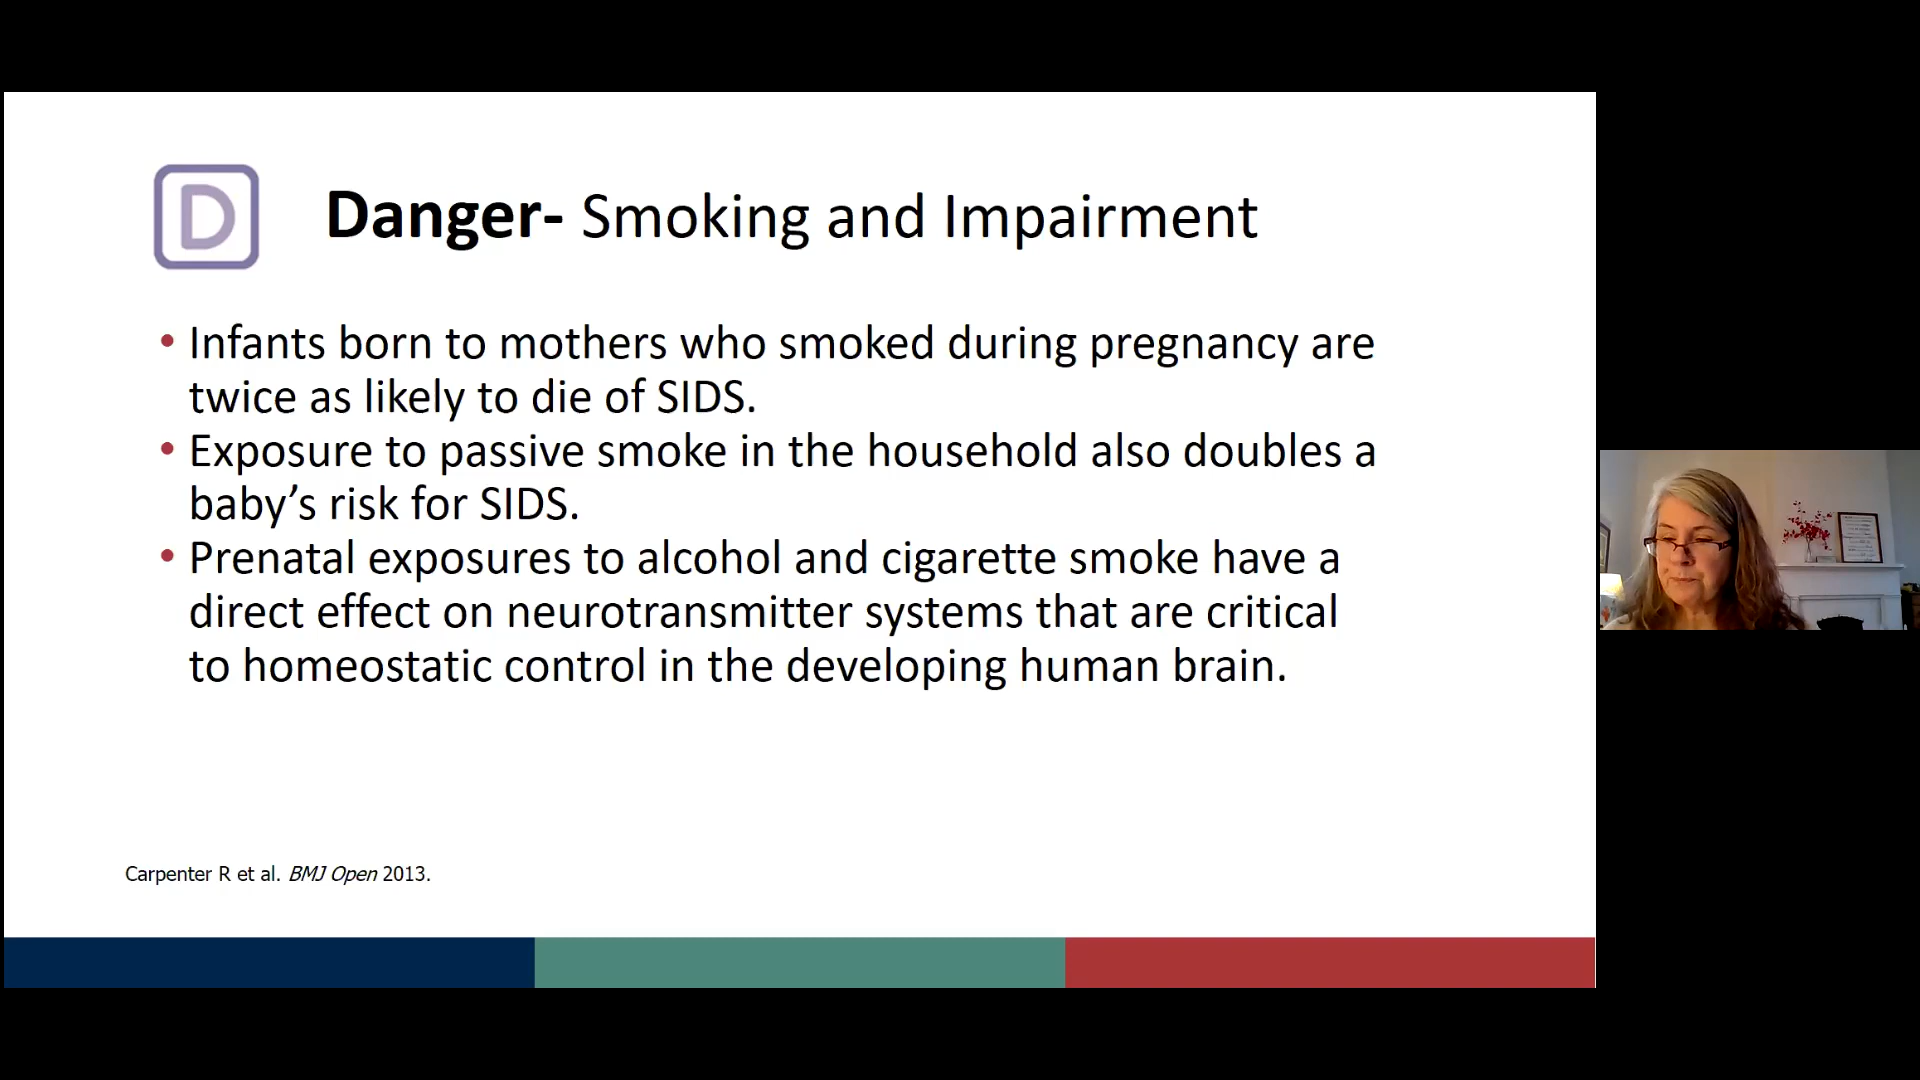 D
Danger- Smoking and Impairment
• Infants born to mothers who smoked during pregnancy are
twice as likely to die of SIDS.
• Exposure to passive smoke in the household also doubles a
baby’s risk for SIDS.
• Prenatal exposures to alcohol and cigarette smoke have a
direct effect on neurotransmitter systems that are critical
to homeostatic control in the developing human brain.
Carpenter R et al. BMJ Open 2013.